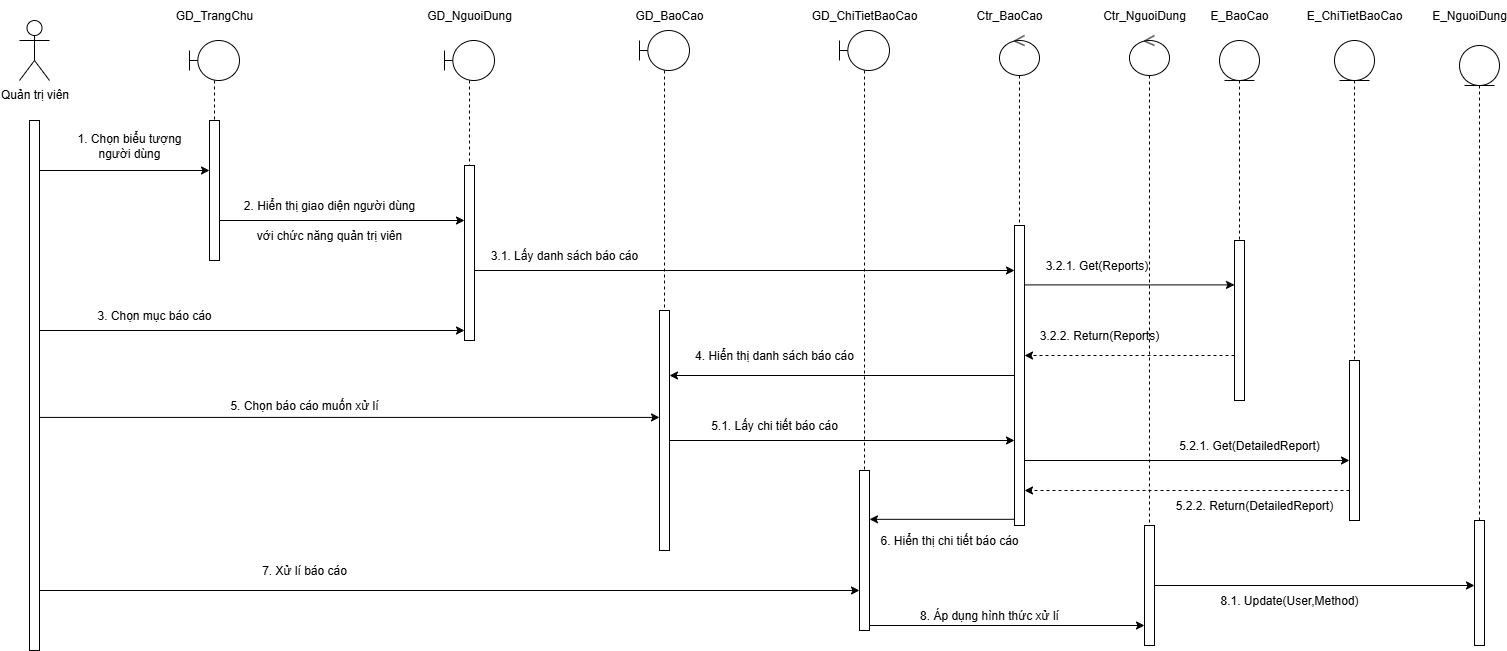 GD_TrangChu
GD_NguoiDung
GD_BaoCao
GD_ChiTietBaoCao
Ctr_BaoCao
Ctr_NguoiDung
E_BaoCao
E_ChiTietBaoCao
E_NguoiDung
Quản trị viên
1. Chọn biểu tượng
người dùng
2. Hiển thị giao diện người dùng
với chức năng quản trị viên
3.1. Lấy danh sách báo cáo
3.2.1. Get(Reports)
3. Chọn mục báo cáo
3.2.2. Return(Reports)
4. Hiển thị danh sách báo cáo
5. Chọn báo cáo muốn xử lí
5.1. Lấy chi tiết báo cáo
5.2.1. Get(DetailedReport)
5.2.2. Return(DetailedReport)
6. Hiển thị chi tiết báo cáo
7. Xử lí báo cáo
8.1. Update(User,Method)
8. Áp dụng hình thức xử lí